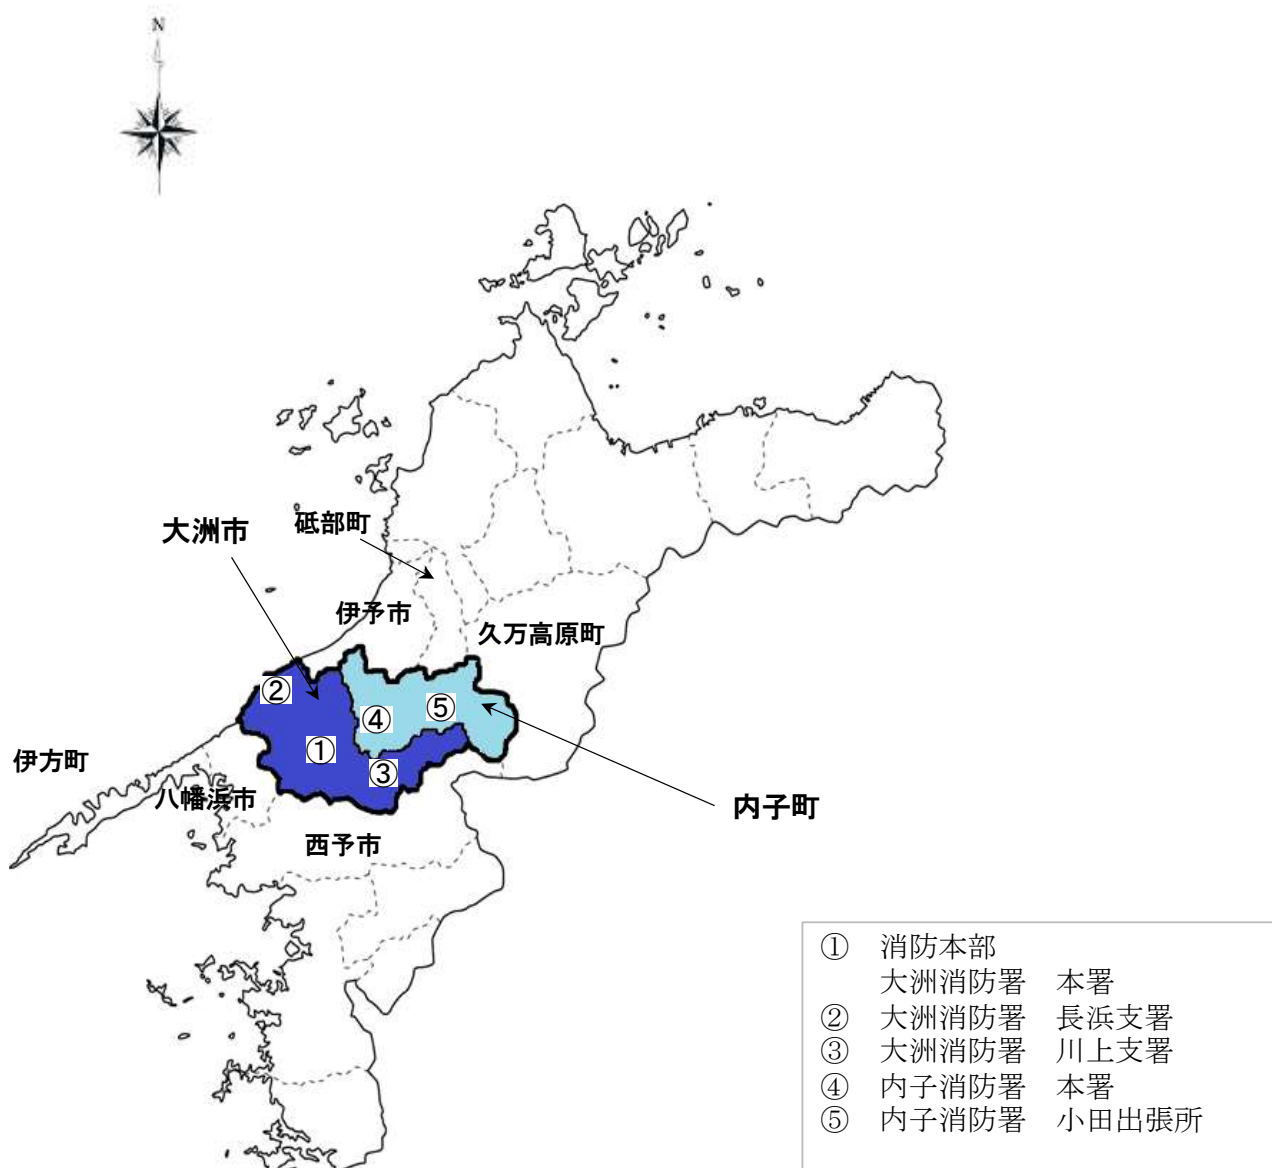 N
大洲市
砥部町
伊予市
久万高原町
②
⑤
④
①
③
伊方町
八幡浜市
内子町
西予市
① 消防本部
大洲消防署 本署
② 大洲消防署 長浜支署
③ 大洲消防署 川上支署
④ 内子消防署 本署
⑤ 内子消防署 小田出張所